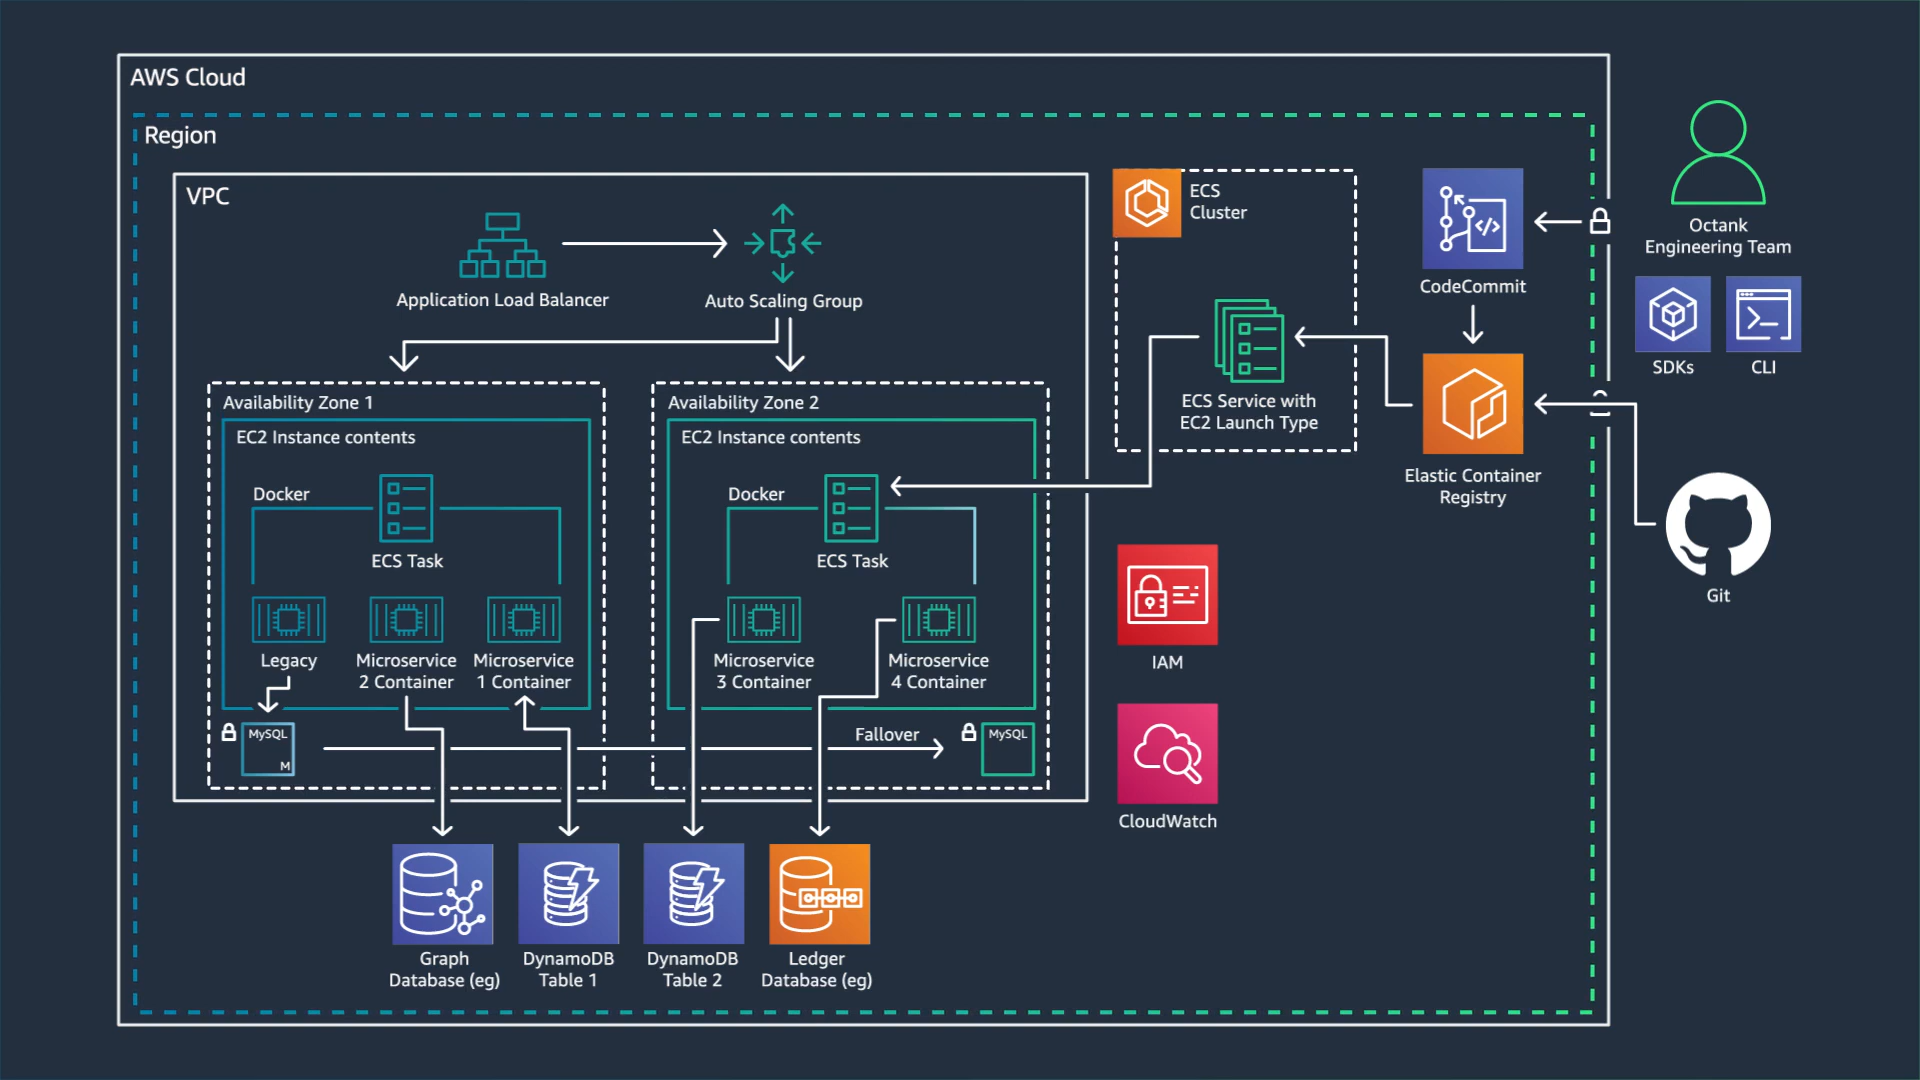 AWS Cloud
Region
VPC
Application Load Balancer
Auto Scaling Group
Availability Zone 1
EC2 Instance contents
Docker
ECS Task
Legacy
Microservice
2 Container
Microservice
1 Container
MySQL
M
Availability Zone 2
EC2 Instance contents
Docker
ECS Task
Microservice
3 Container
Microservice
4 Container
Fallover
MySQL
Graph
Database (eg)
DynamoDB
Table 1
DynamoDB
Table 2
Ledger
Database (eg)
ECS
Cluster
ECS Service with
EC2 Launch Type
IAM
CloudWatch
CodeCommit
Elastic Container
Registry
Octank
Engineering Team
SDKs
CLI
Git